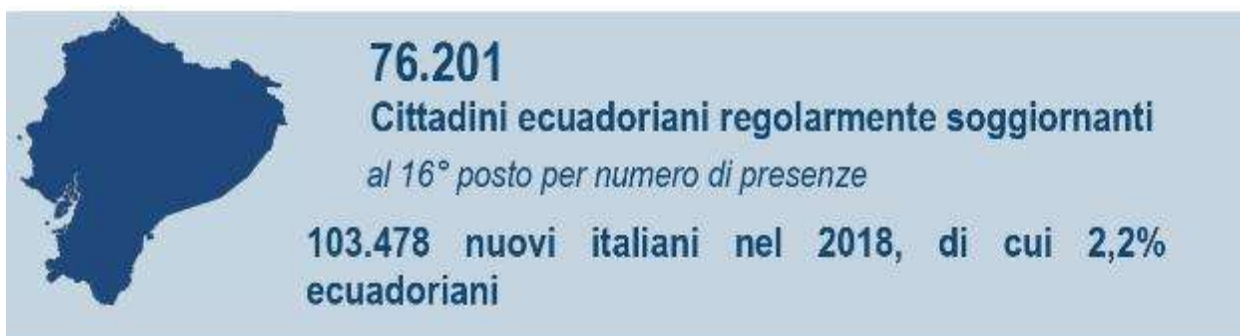 76.201
Cittadini ecuadoriani regolarmente soggiornanti
al 16° posto per numero di presenze
103.478 nuovi italiani nel 2018, di cui 2,2%
ecuadoriani